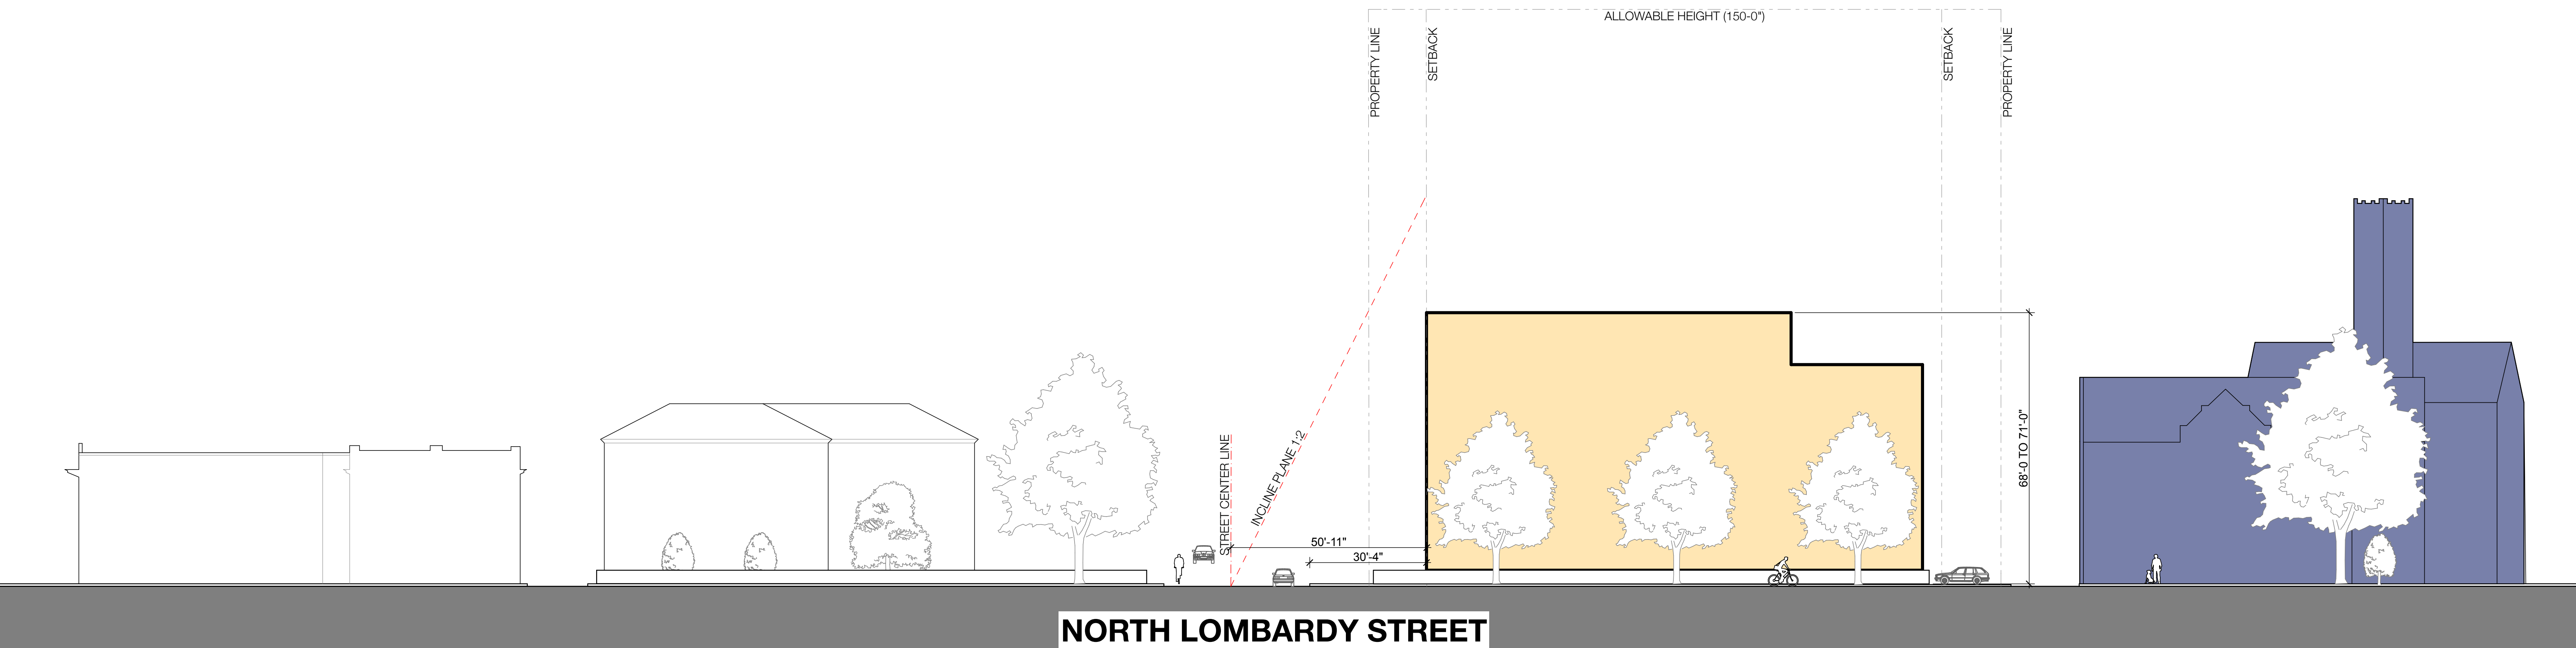 ALLOWABLE HEIGHT (150-0")
PROPERTY LINE
SETBACK
SETBACK
PROPERTY LINE
STREET CENTER LINE
INCLINE PLANE 1:2
50'-11"
30'-4"
68'-0 TO 71'-0"
NORTH LOMBARDY STREET